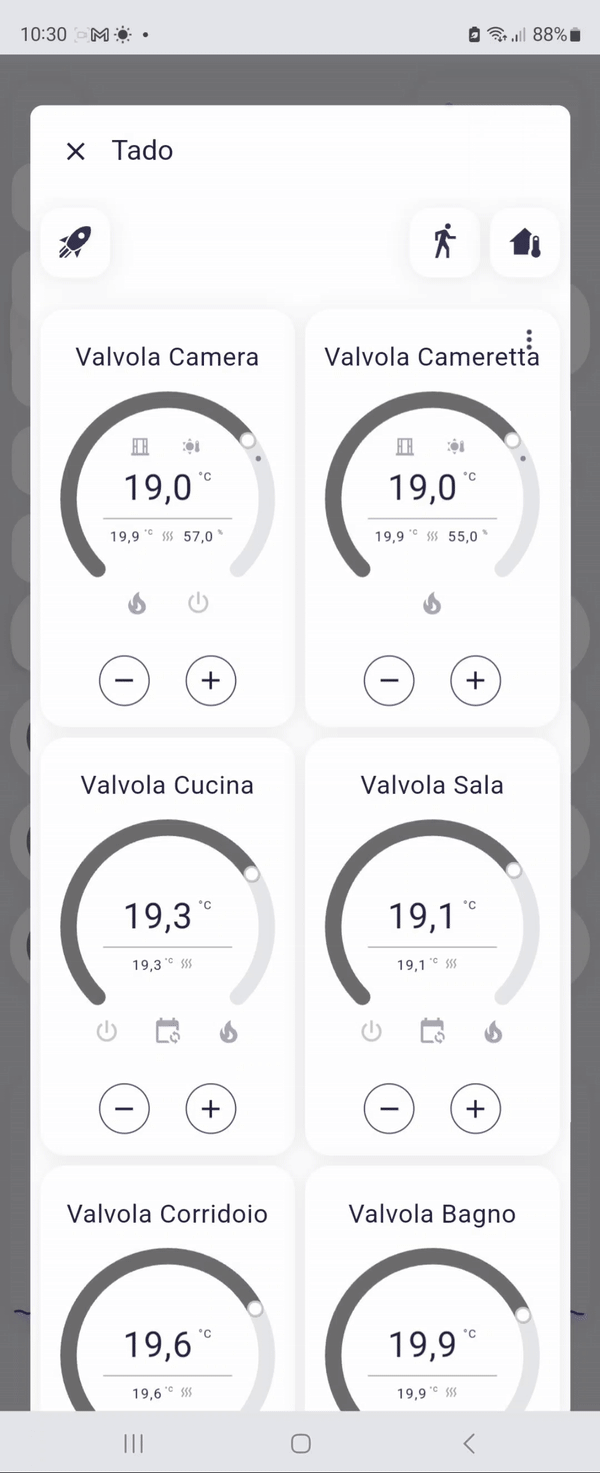 10:30 88%
Tado
Valvola Camera
19,0 °C
19,9 °C 57,0 %
Valvola Cameretta
19,0 °C
19,9 °C 55,0 %
Valvola Cucina
19,3 °C
19,3 °C
Valvola Sala
19,1 °C
19,1 °C
Valvola Corridoio
19,6 °C
19,6 °C
Valvola Bagno
19,9 °C
19,9 °C